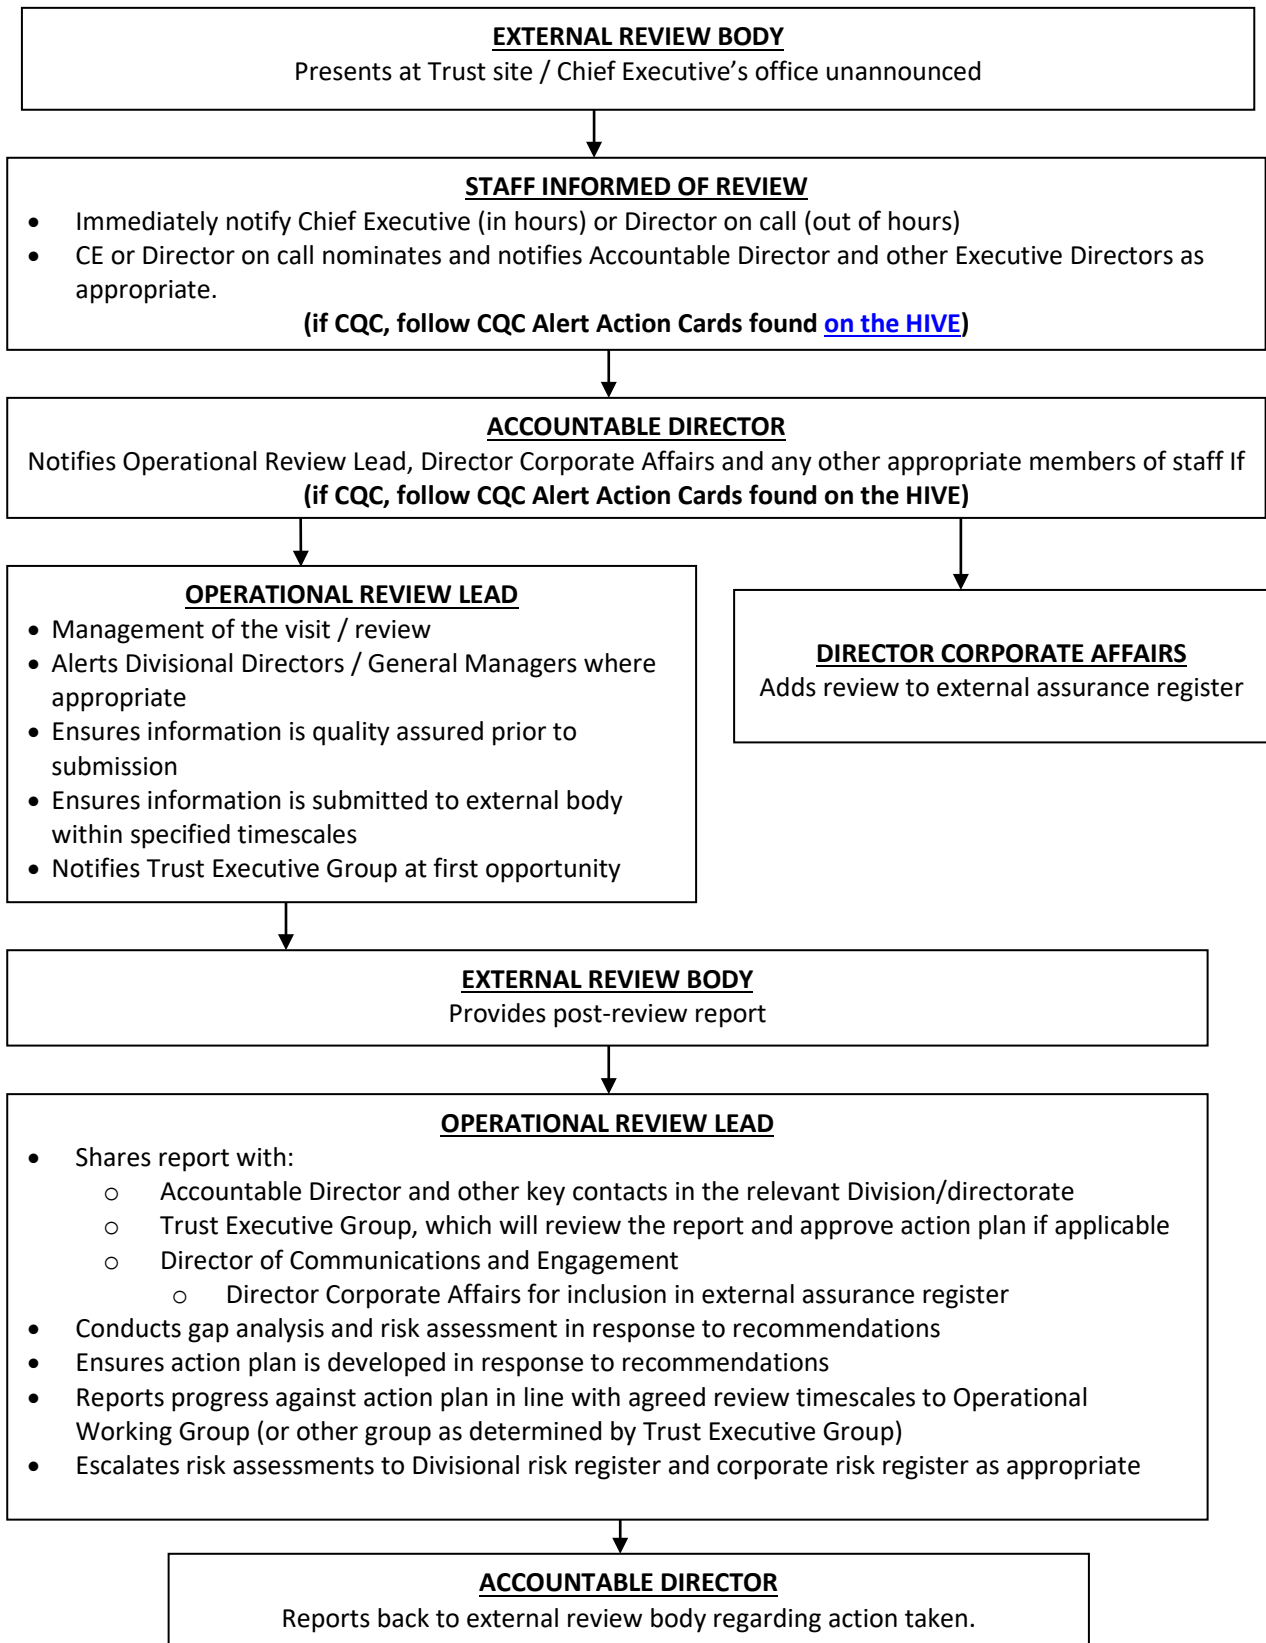 EXTERNAL REVIEW BODY
Presents at Trust site / Chief Executive’s office unannounced
STAFF INFORMED OF REVIEW
• Immediately notify Chief Executive (in hours) or Director on call (out of hours)
• CE or Director on call nominates and notifies Accountable Director and other Executive Directors as
appropriate.
(if CQC, follow CQC Alert Action Cards found on the HIVE)
ACCOUNTABLE DIRECTOR
Notifies Operational Review Lead, Director Corporate Affairs and any other appropriate members of staff If
(if CQC, follow CQC Alert Action Cards found on the HIVE)
OPERATIONAL REVIEW LEAD
• Management of the visit / review
• Alerts Divisional Directors / General Managers where
appropriate
• Ensures information is quality assured prior to
submission
• Ensures information is submitted to external body
within specified timescales
• Notifies Trust Executive Group at first opportunity
DIRECTOR CORPORATE AFFAIRS
Adds review to external assurance register
EXTERNAL REVIEW BODY
Provides post-review report
OPERATIONAL REVIEW LEAD
• Shares report with:
o Accountable Director and other key contacts in the relevant Division/directorate
o Trust Executive Group, which will review the report and approve action plan if applicable
o Director of Communications and Engagement
o Director Corporate Affairs for inclusion in external assurance register
• Conducts gap analysis and risk assessment in response to recommendations
• Ensures action plan is developed in response to recommendations
• Reports progress against action plan in line with agreed review timescales to Operational
Working Group (or other group as determined by Trust Executive Group)
• Escalates risk assessments to Divisional risk register and corporate risk register as appropriate
ACCOUNTABLE DIRECTOR
Reports back to external review body regarding action taken.